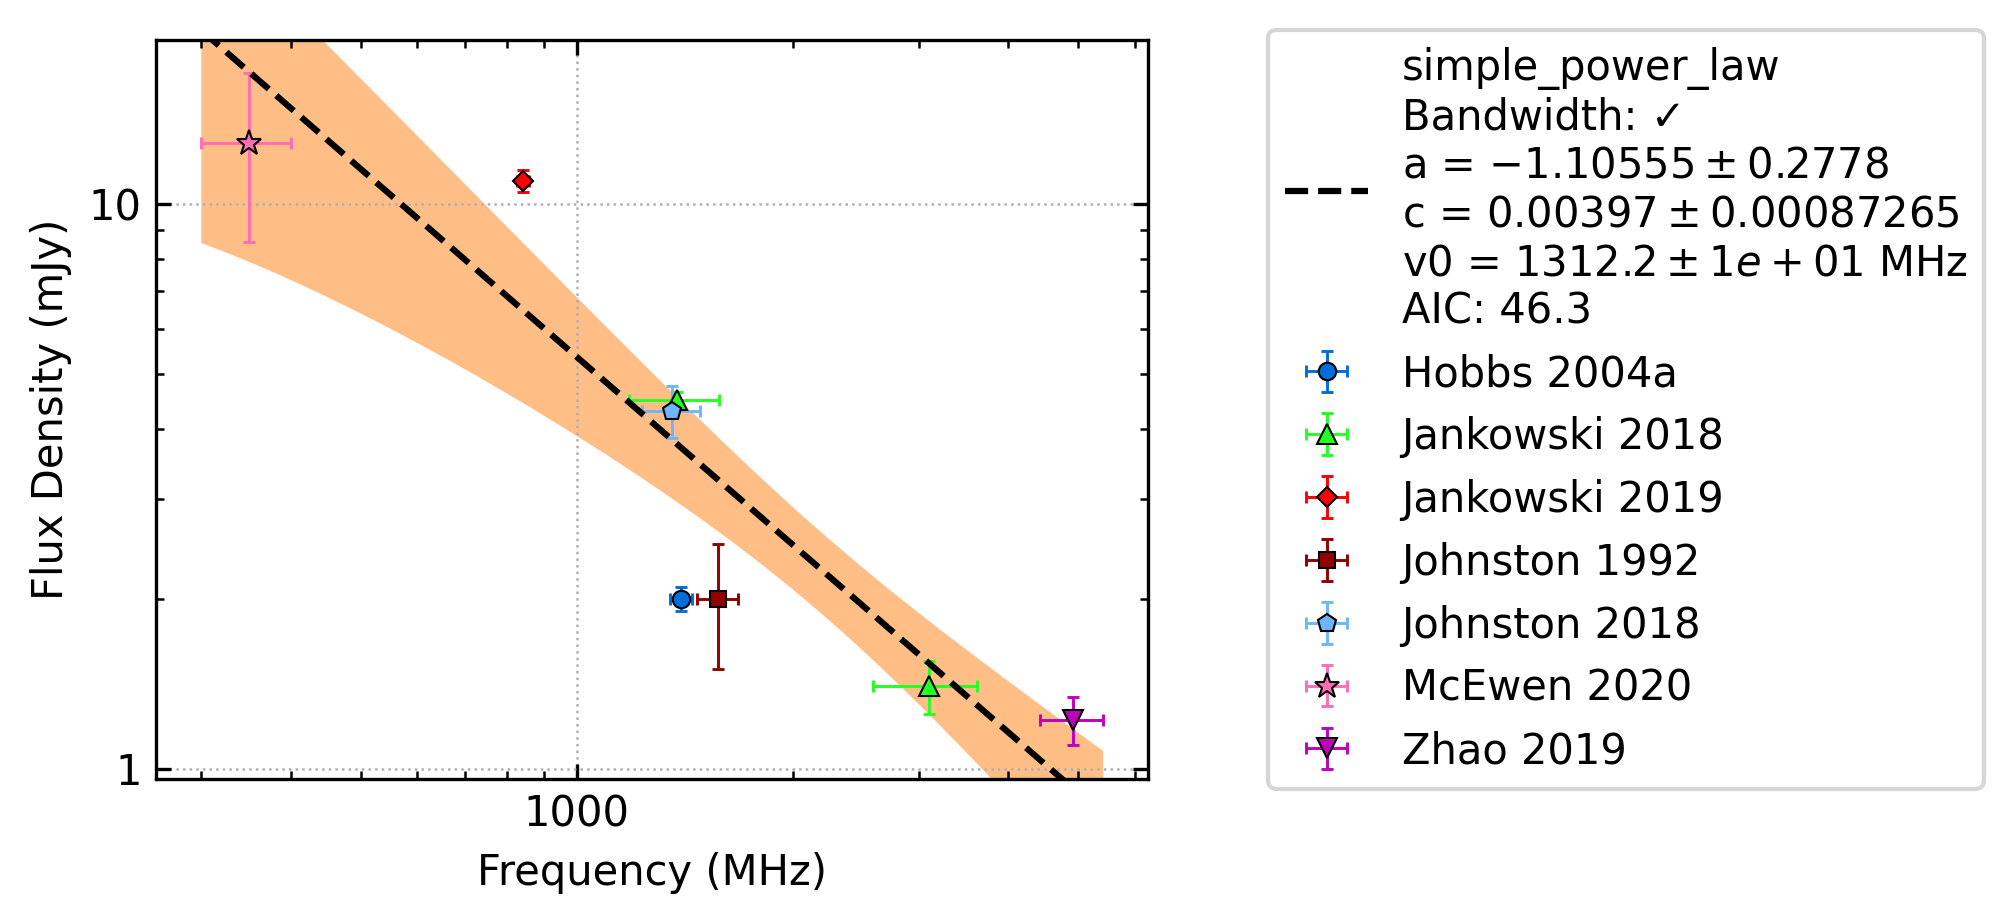 10
1
1000
Flux Density (mJy)
Frequency (MHz)
simple_power_law
Bandwidth: ✓
a = −1.10555 ± 0.2778
c = 0.00397 ± 0.00087265
v0 = 1312.2 ± 1e + 01 MHz
AIC: 46.3
Hobbs 2004a
Jankowski 2018
Jankowski 2019
Johnston 1992
Johnston 2018
McEwen 2020
Zhao 2019